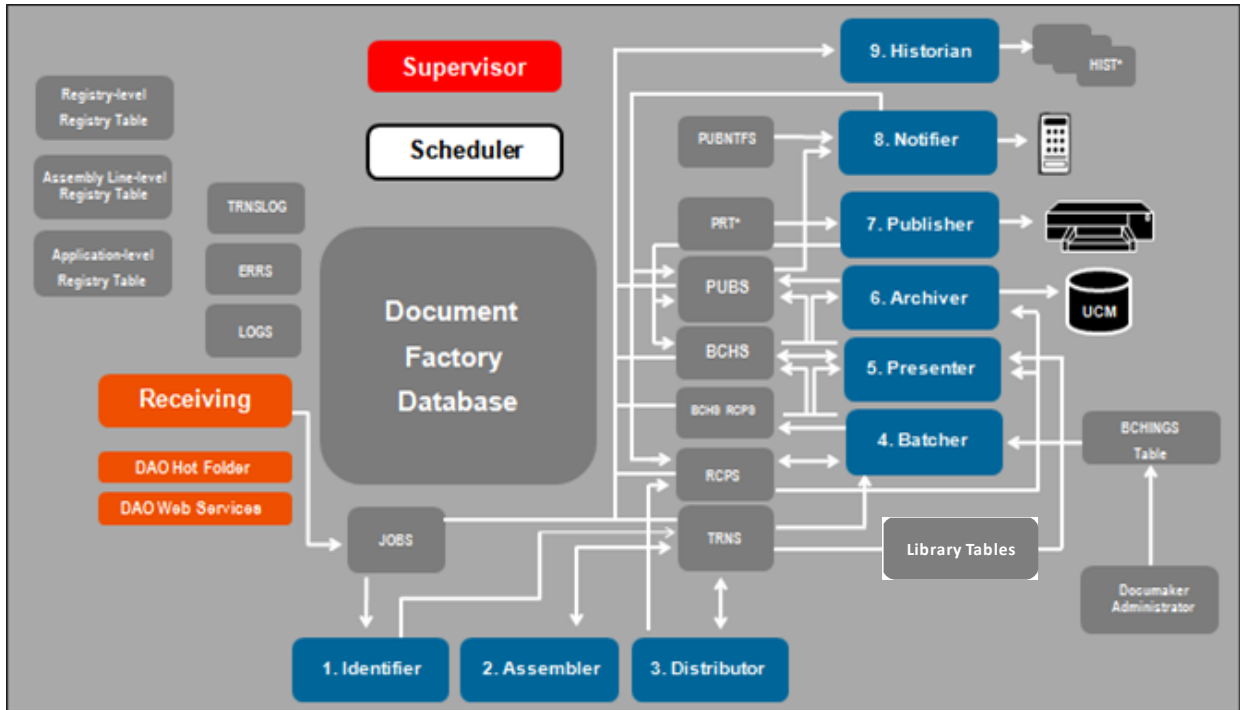 Supervisor
9. Historian
HIST*
Registry-level
Registry Table
Scheduler
PUBNTFS
8. Notifier
Assembly Line-level
Registry Table
TRNSLOG
PRT*
7. Publisher
Application-level
Registry Table
ERRS
PUBS
6. Archiver
UCM
LOGS
Document
Factory
Database
BCHS
5. Presenter
Receiving
BCHS RCPS
4. Batcher
BCHINGS
Table
DAO Hot Folder
RCPS
DAO Web Services
JOBS
TRNS
Library Tables
Documaker
Administrator
1. Identifier
2. Assembler
3. Distributor